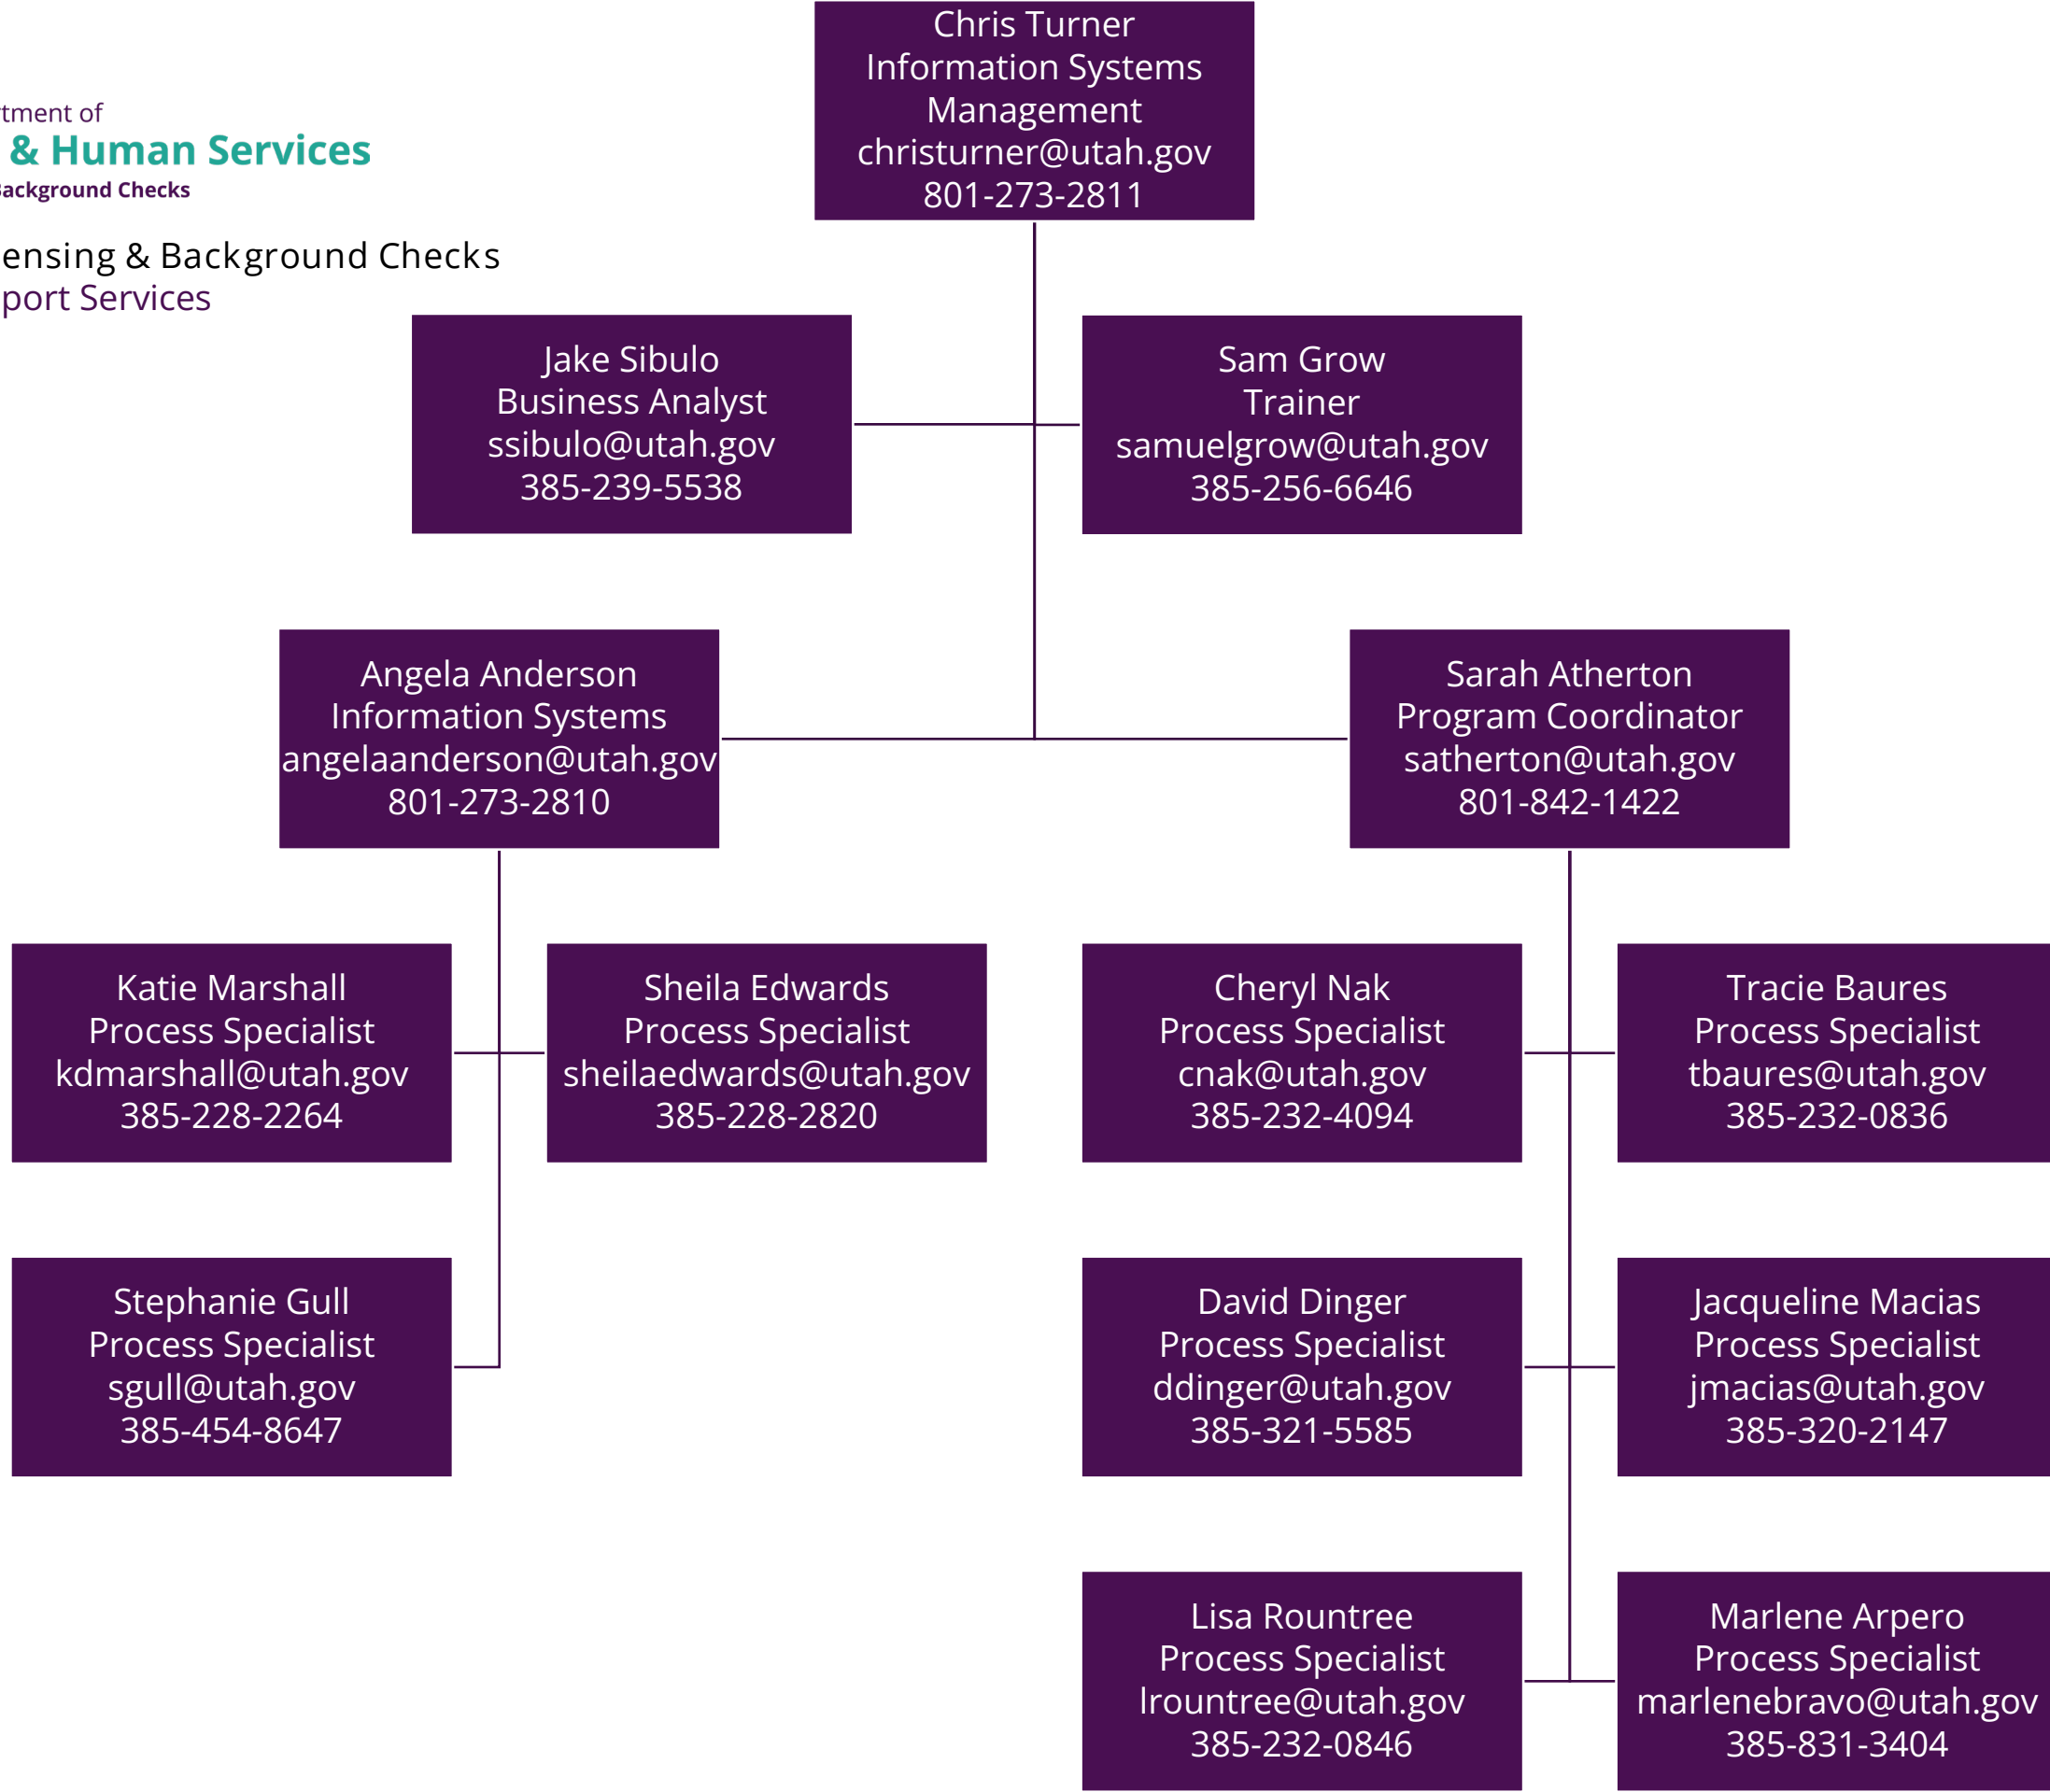 Chris Turner
Information Systems
Management
christurner@utah.gov
801-273-2811
tment of
& Human Services
Background Checks
ensing & Background Checks
port Services
Jake Sibulo
Business Analyst
ssibulo@utah.gov
385-239-5538
Sam Grow
Trainer
samuelgrow@utah.gov
385-256-6646
Angela Anderson
Information Systems
angelaanderson@utah.gov
801-273-2810
Sarah Atherton
Program Coordinator
satherton@utah.gov
801-842-1422
Katie Marshall
Process Specialist
kdmarshall@utah.gov
385-228-2264
Sheila Edwards
Process Specialist
sheilaedwards@utah.gov
385-228-2820
Cheryl Nak
Process Specialist
cnak@utah.gov
385-232-4094
Tracie Baures
Process Specialist
tbaures@utah.gov
385-232-0836
Stephanie Gull
Process Specialist
sgull@utah.gov
385-454-8647
David Dinger
Process Specialist
ddinger@utah.gov
385-321-5585
Jacqueline Macias
Process Specialist
jmacias@utah.gov
385-320-2147
Lisa Rountree
Process Specialist
lrountree@utah.gov
385-232-0846
Marlene Arpero
Process Specialist
marlenebravo@utah.gov
385-831-3404